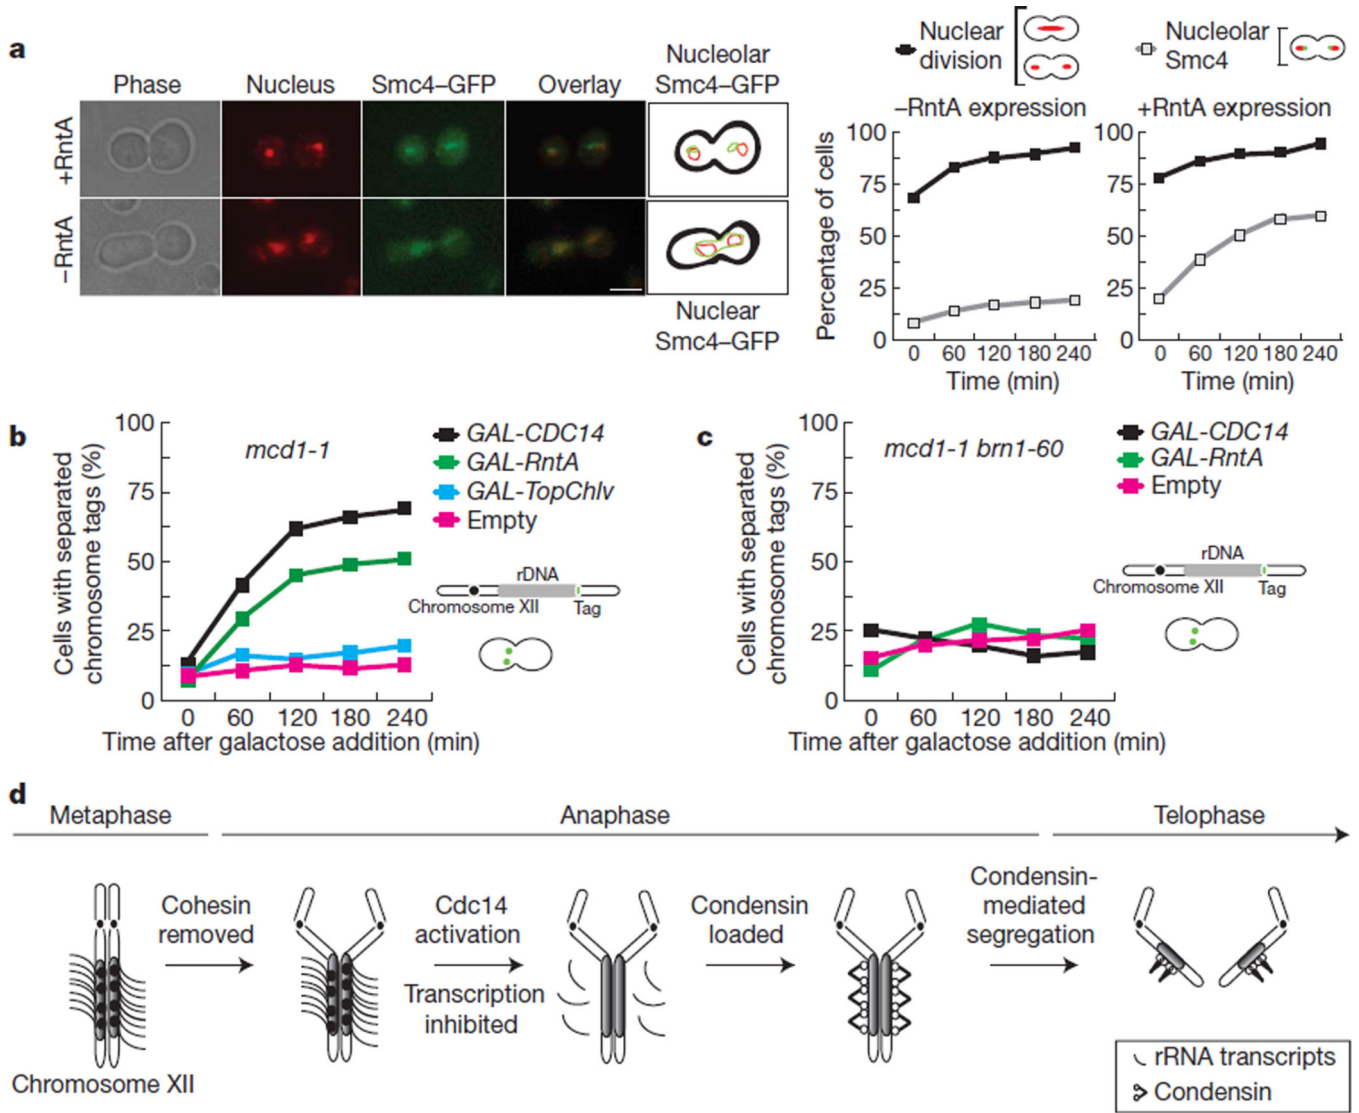 a
Phase
Nucleus
Smc4–GFP
Overlay
Nucleolar
Smc4–GFP
+RntA
–RntA
Nuclear
Smc4–GFP
Nuclear
division
Nucleolar
Smc4
–RntA expression
+RntA expression
Percentage of cells
100
75
50
25
0
0 60 120 180 240
Time (min)
100
75
50
25
0
0 60 120 180 240
Time (min)
b
mcd1-1
Cells with separated
chromosome tags (%)
100
75
50
25
0
0 60 120 180 240
Time after galactose addition (min)
GAL-CDC14
GAL-RntA
GAL-TopChlv
Empty
rDNA
Chromosome XII
Tag
c
mcd1-1 brn1-60
Cells with separated
chromosome tags (%)
100
75
50
25
0
0 60 120 180 240
Time after galactose addition (min)
GAL-CDC14
GAL-RntA
Empty
rDNA
Chromosome XII
Tag
d
Metaphase
Anaphase
Telophase
Cohesin
removed
Cdc14
activation
Transcription
inhibited
Condensin
loaded
Condensin-
mediated
segregation
Chromosome XII
rRNA transcripts
Condensin